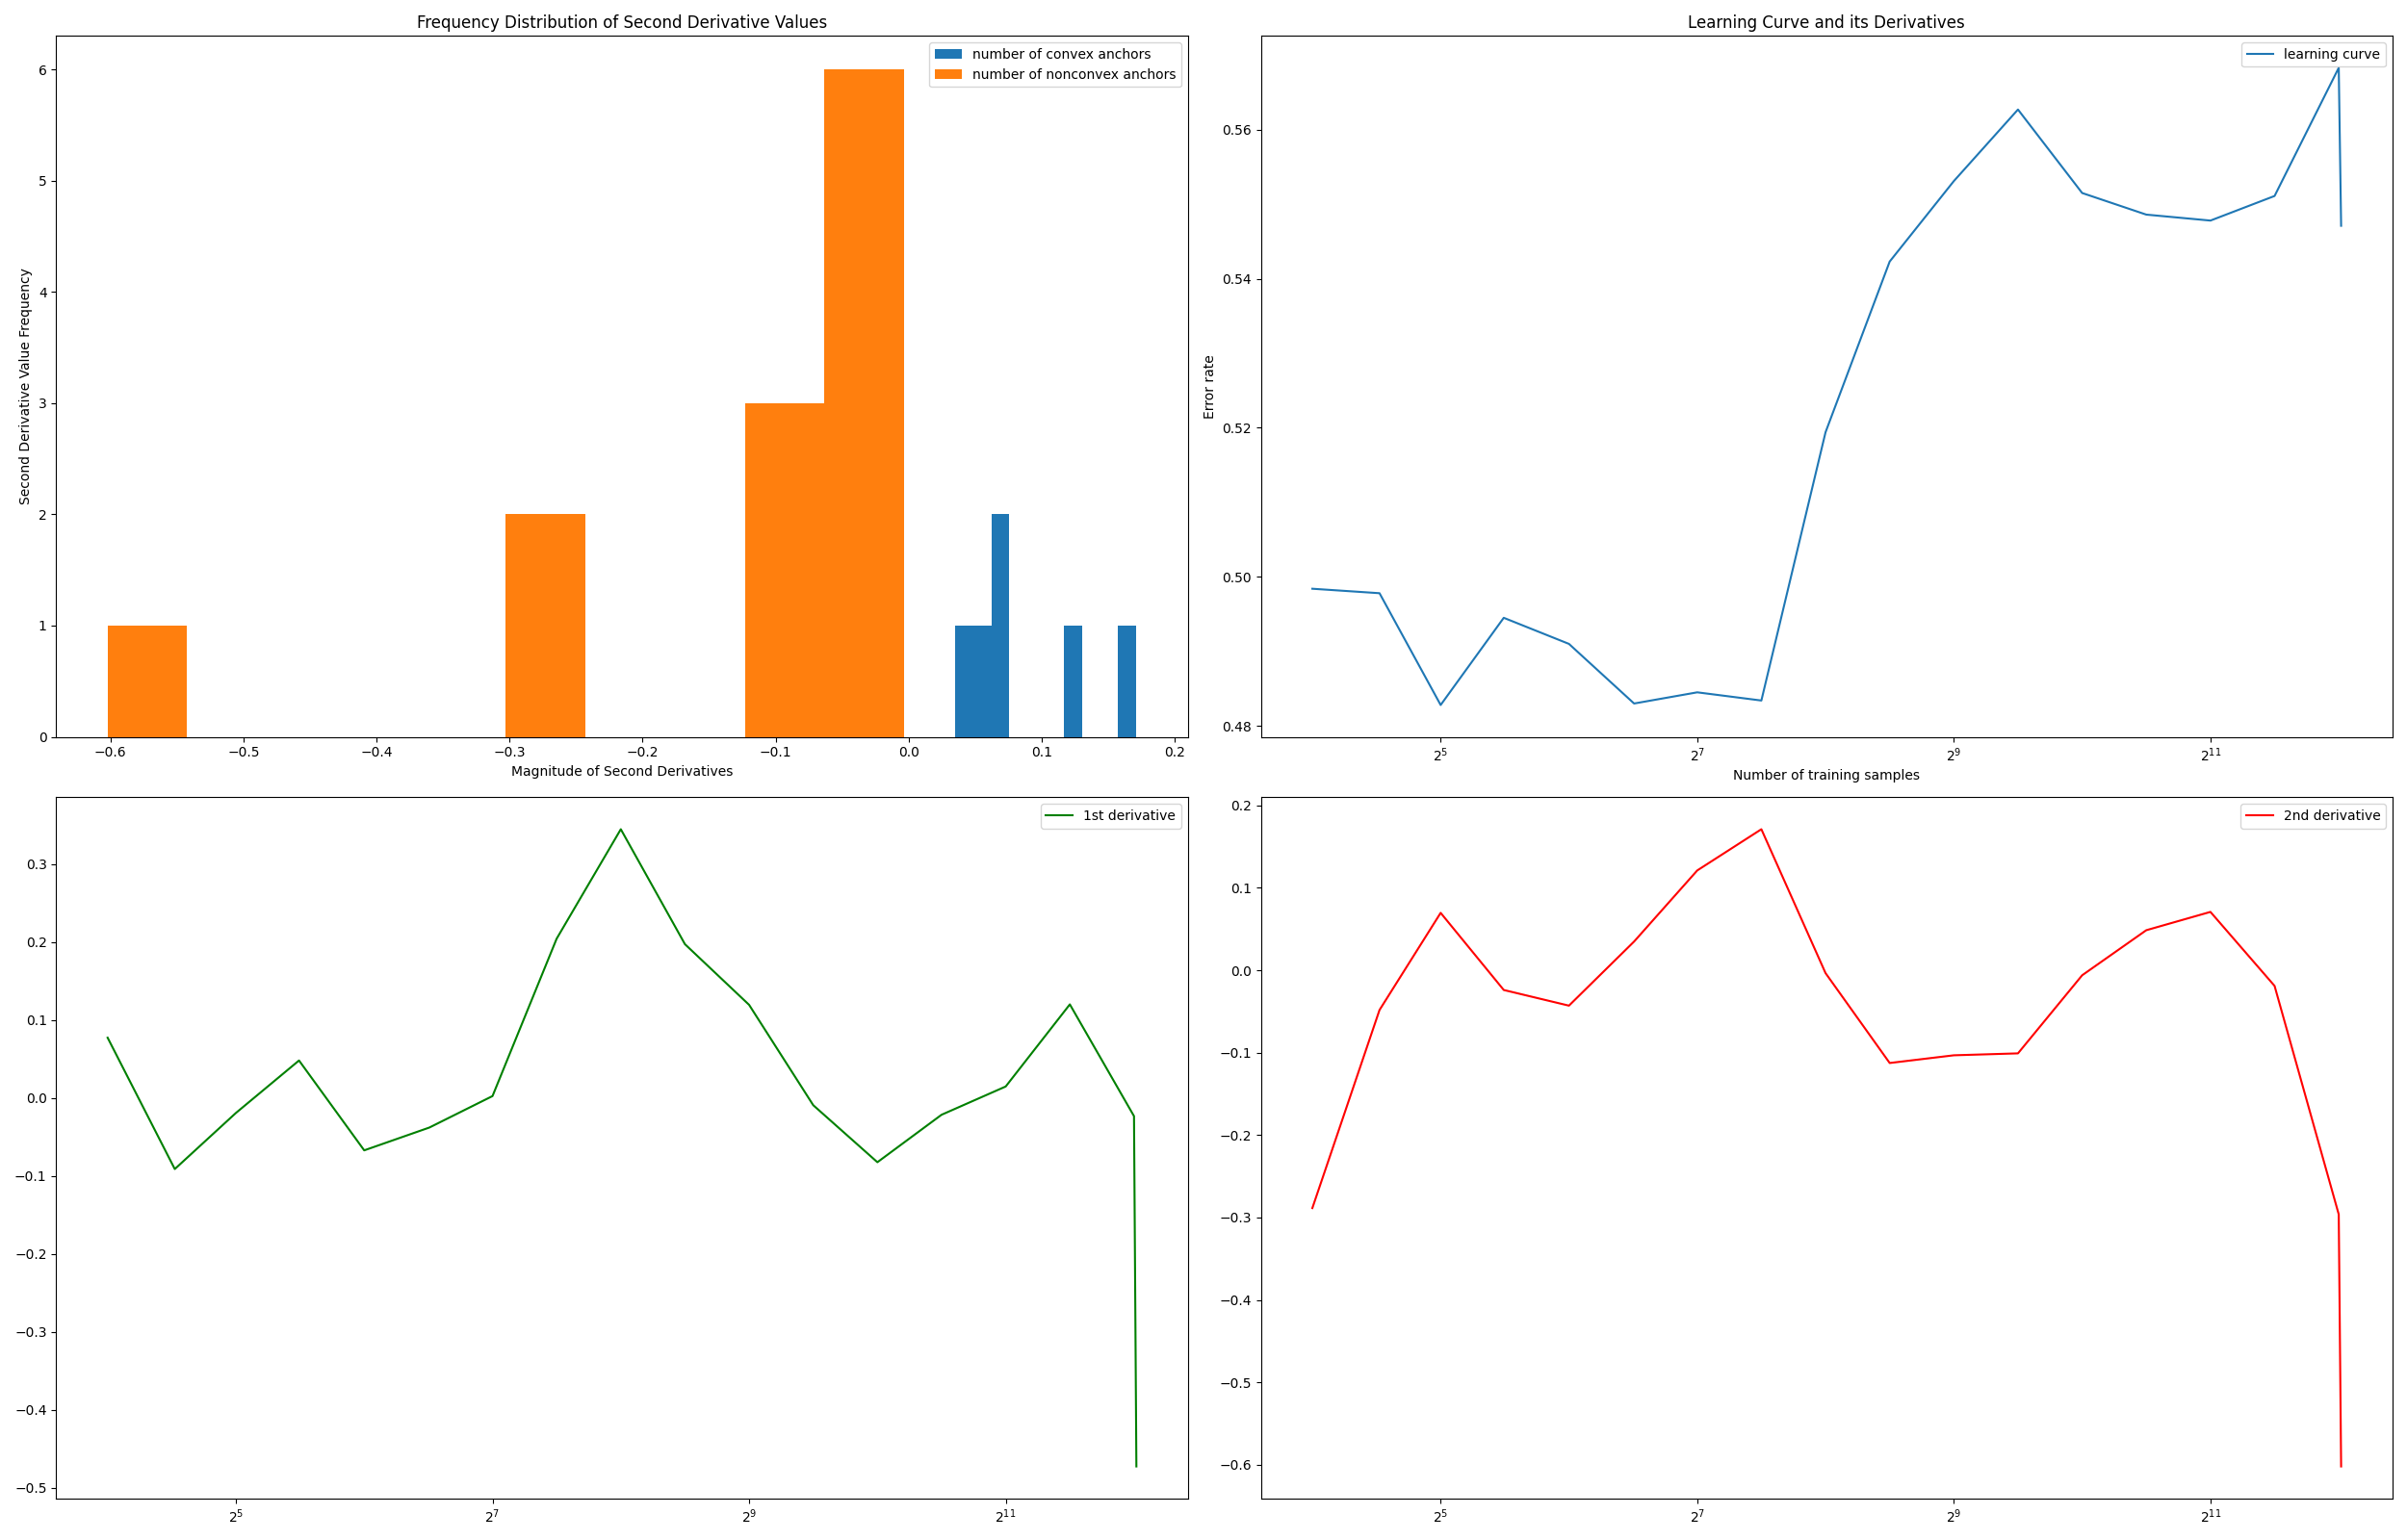 Frequency Distribution of Second Derivative Values
number of convex anchors
number of nonconvex anchors
Second Derivative Value Frequency
6
5
4
3
2
1
0
−0.6 −0.5 −0.4 −0.3 −0.2 −0.1 0.0 0.1 0.2
Magnitude of Second Derivatives
Learning Curve and its Derivatives
learning curve
Error rate
0.56
0.54
0.52
0.50
0.48
2⁵ 2⁷ 2⁹ 2¹¹
Number of training samples
1st derivative
0.3
0.2
0.1
0.0
−0.1
−0.2
−0.3
−0.4
−0.5
2⁵ 2⁷ 2⁹ 2¹¹
2nd derivative
0.2
0.1
0.0
−0.1
−0.2
−0.3
−0.4
−0.5
−0.6
2⁵ 2⁷ 2⁹ 2¹¹